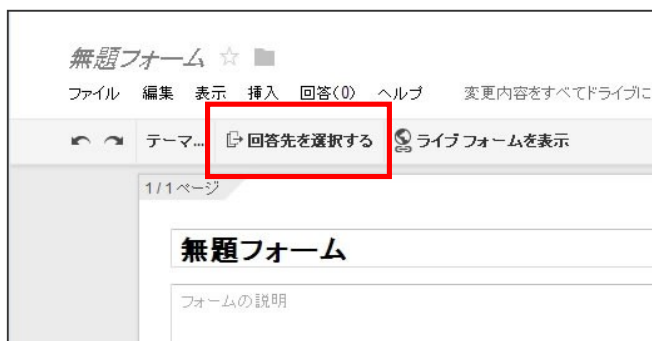 無題フォーム
ファイル 編集 表示 挿入 回答(0) ヘルプ 変更内容をすべてドライブに
テーマ... 回答先を選択する ライブ フォームを表示
1/1ページ
無題フォーム
フォームの説明